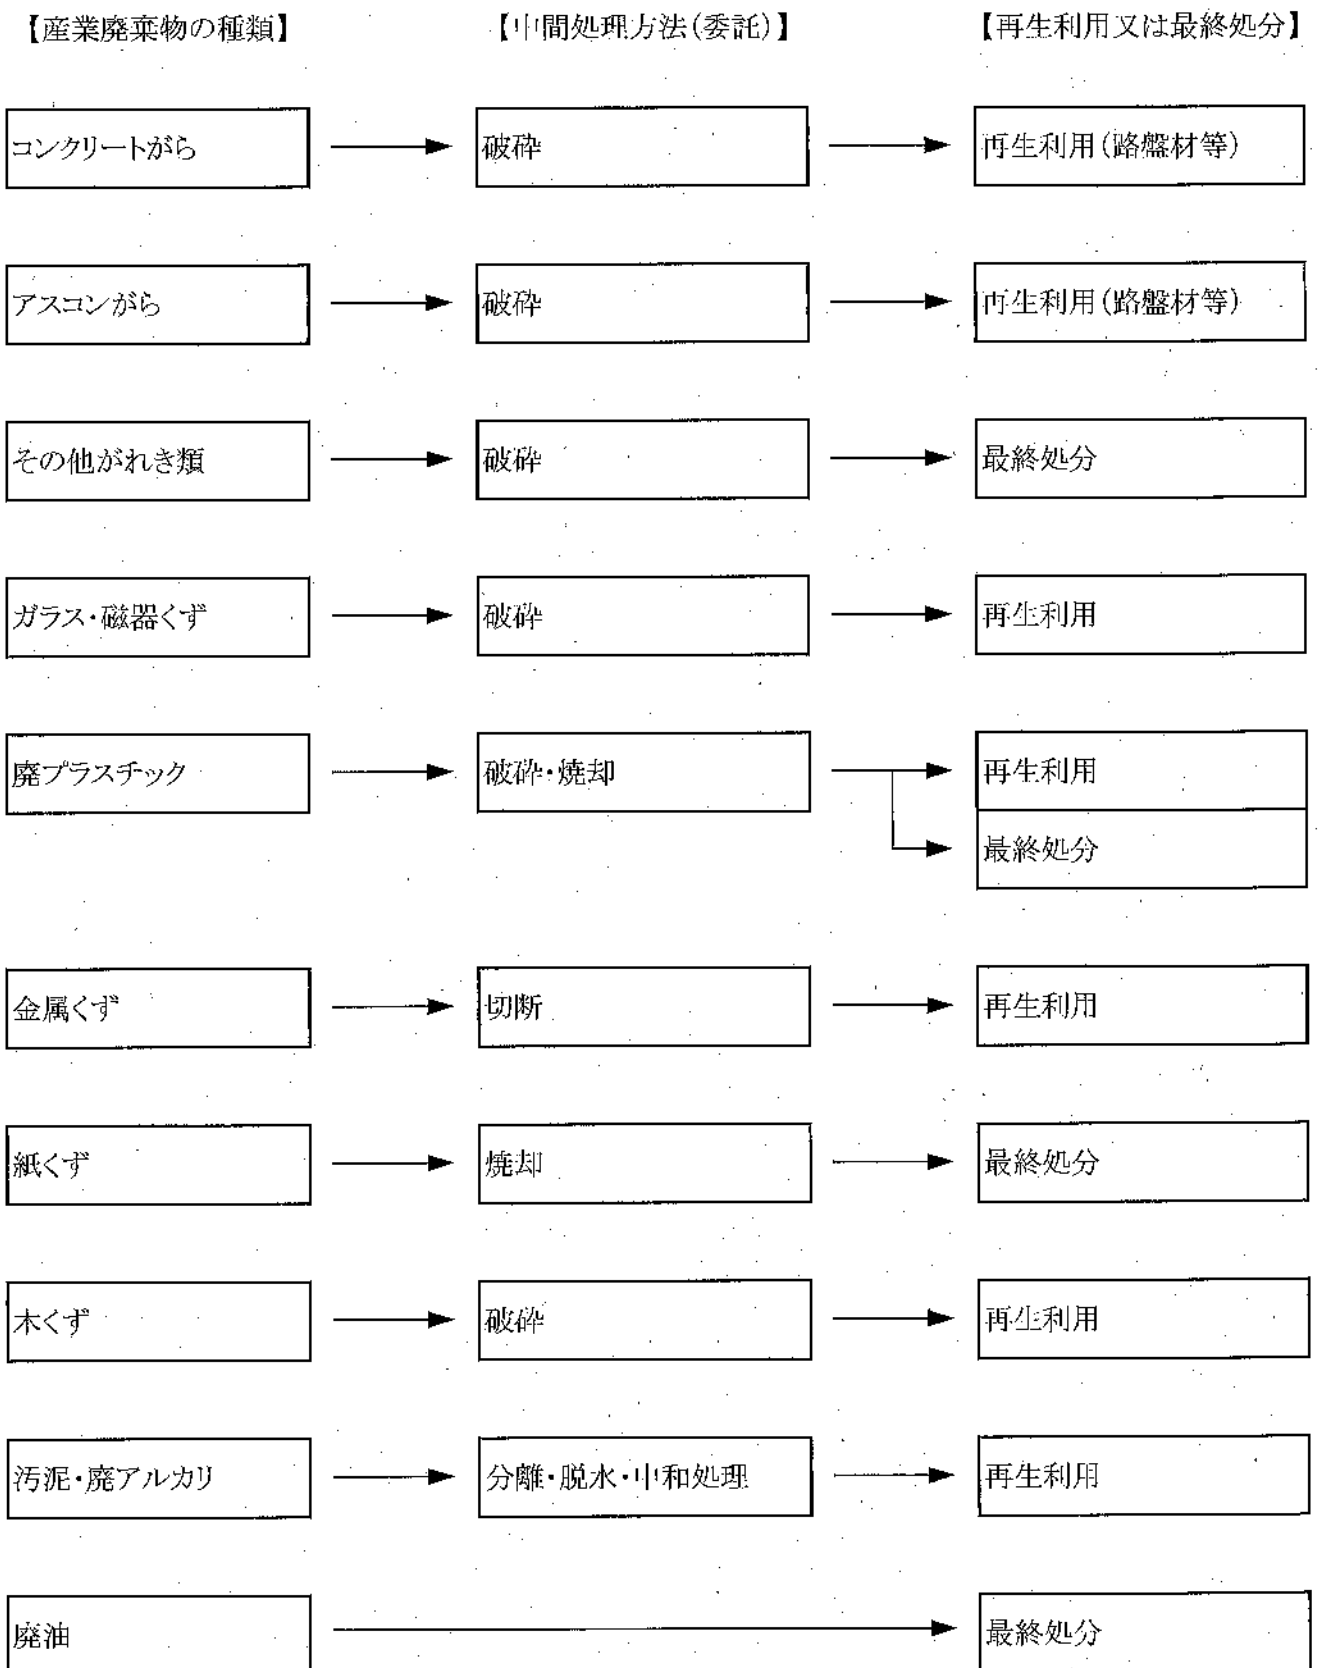 【産業廃棄物の種類】 【中間処理方法(委託)】 【再生利用又は最終処分】
コンクリートがら 破砕 再生利用(路盤材等)
アスコンがら 破砕 再生利用(路盤材等)
その他がれき類 破砕 最終処分
ガラス・磁器くず 破砕 再生利用
廃プラスチック 破砕・焼却 再生利用
最終処分
金属くず 切断 再生利用
紙くず 焼却 最終処分
木くず 破砕 再生利用
汚泥・廃アルカリ 分離・脱水・中和処理 再生利用
廃油 最終処分